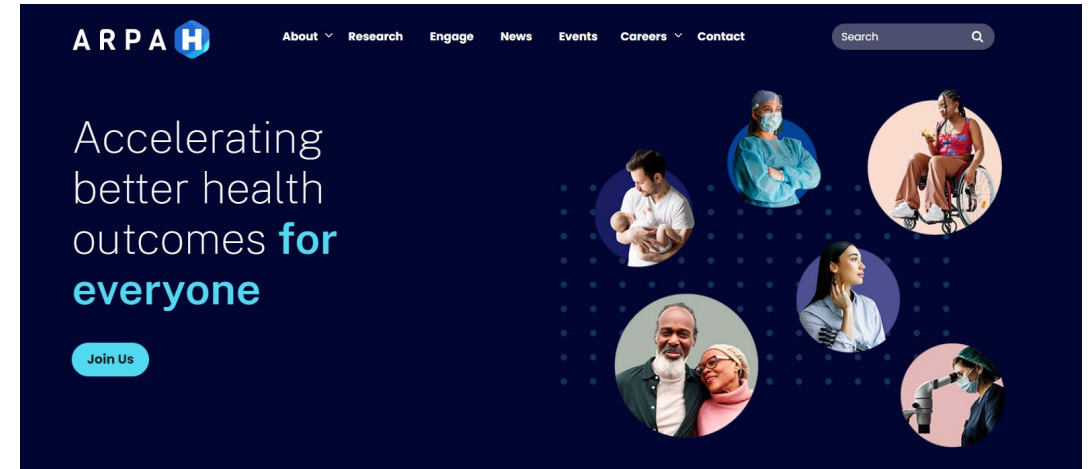 ARPA H
About Research Engage News Events Careers Contact
Search
Accelerating
better health
outcomes for
everyone
Join Us